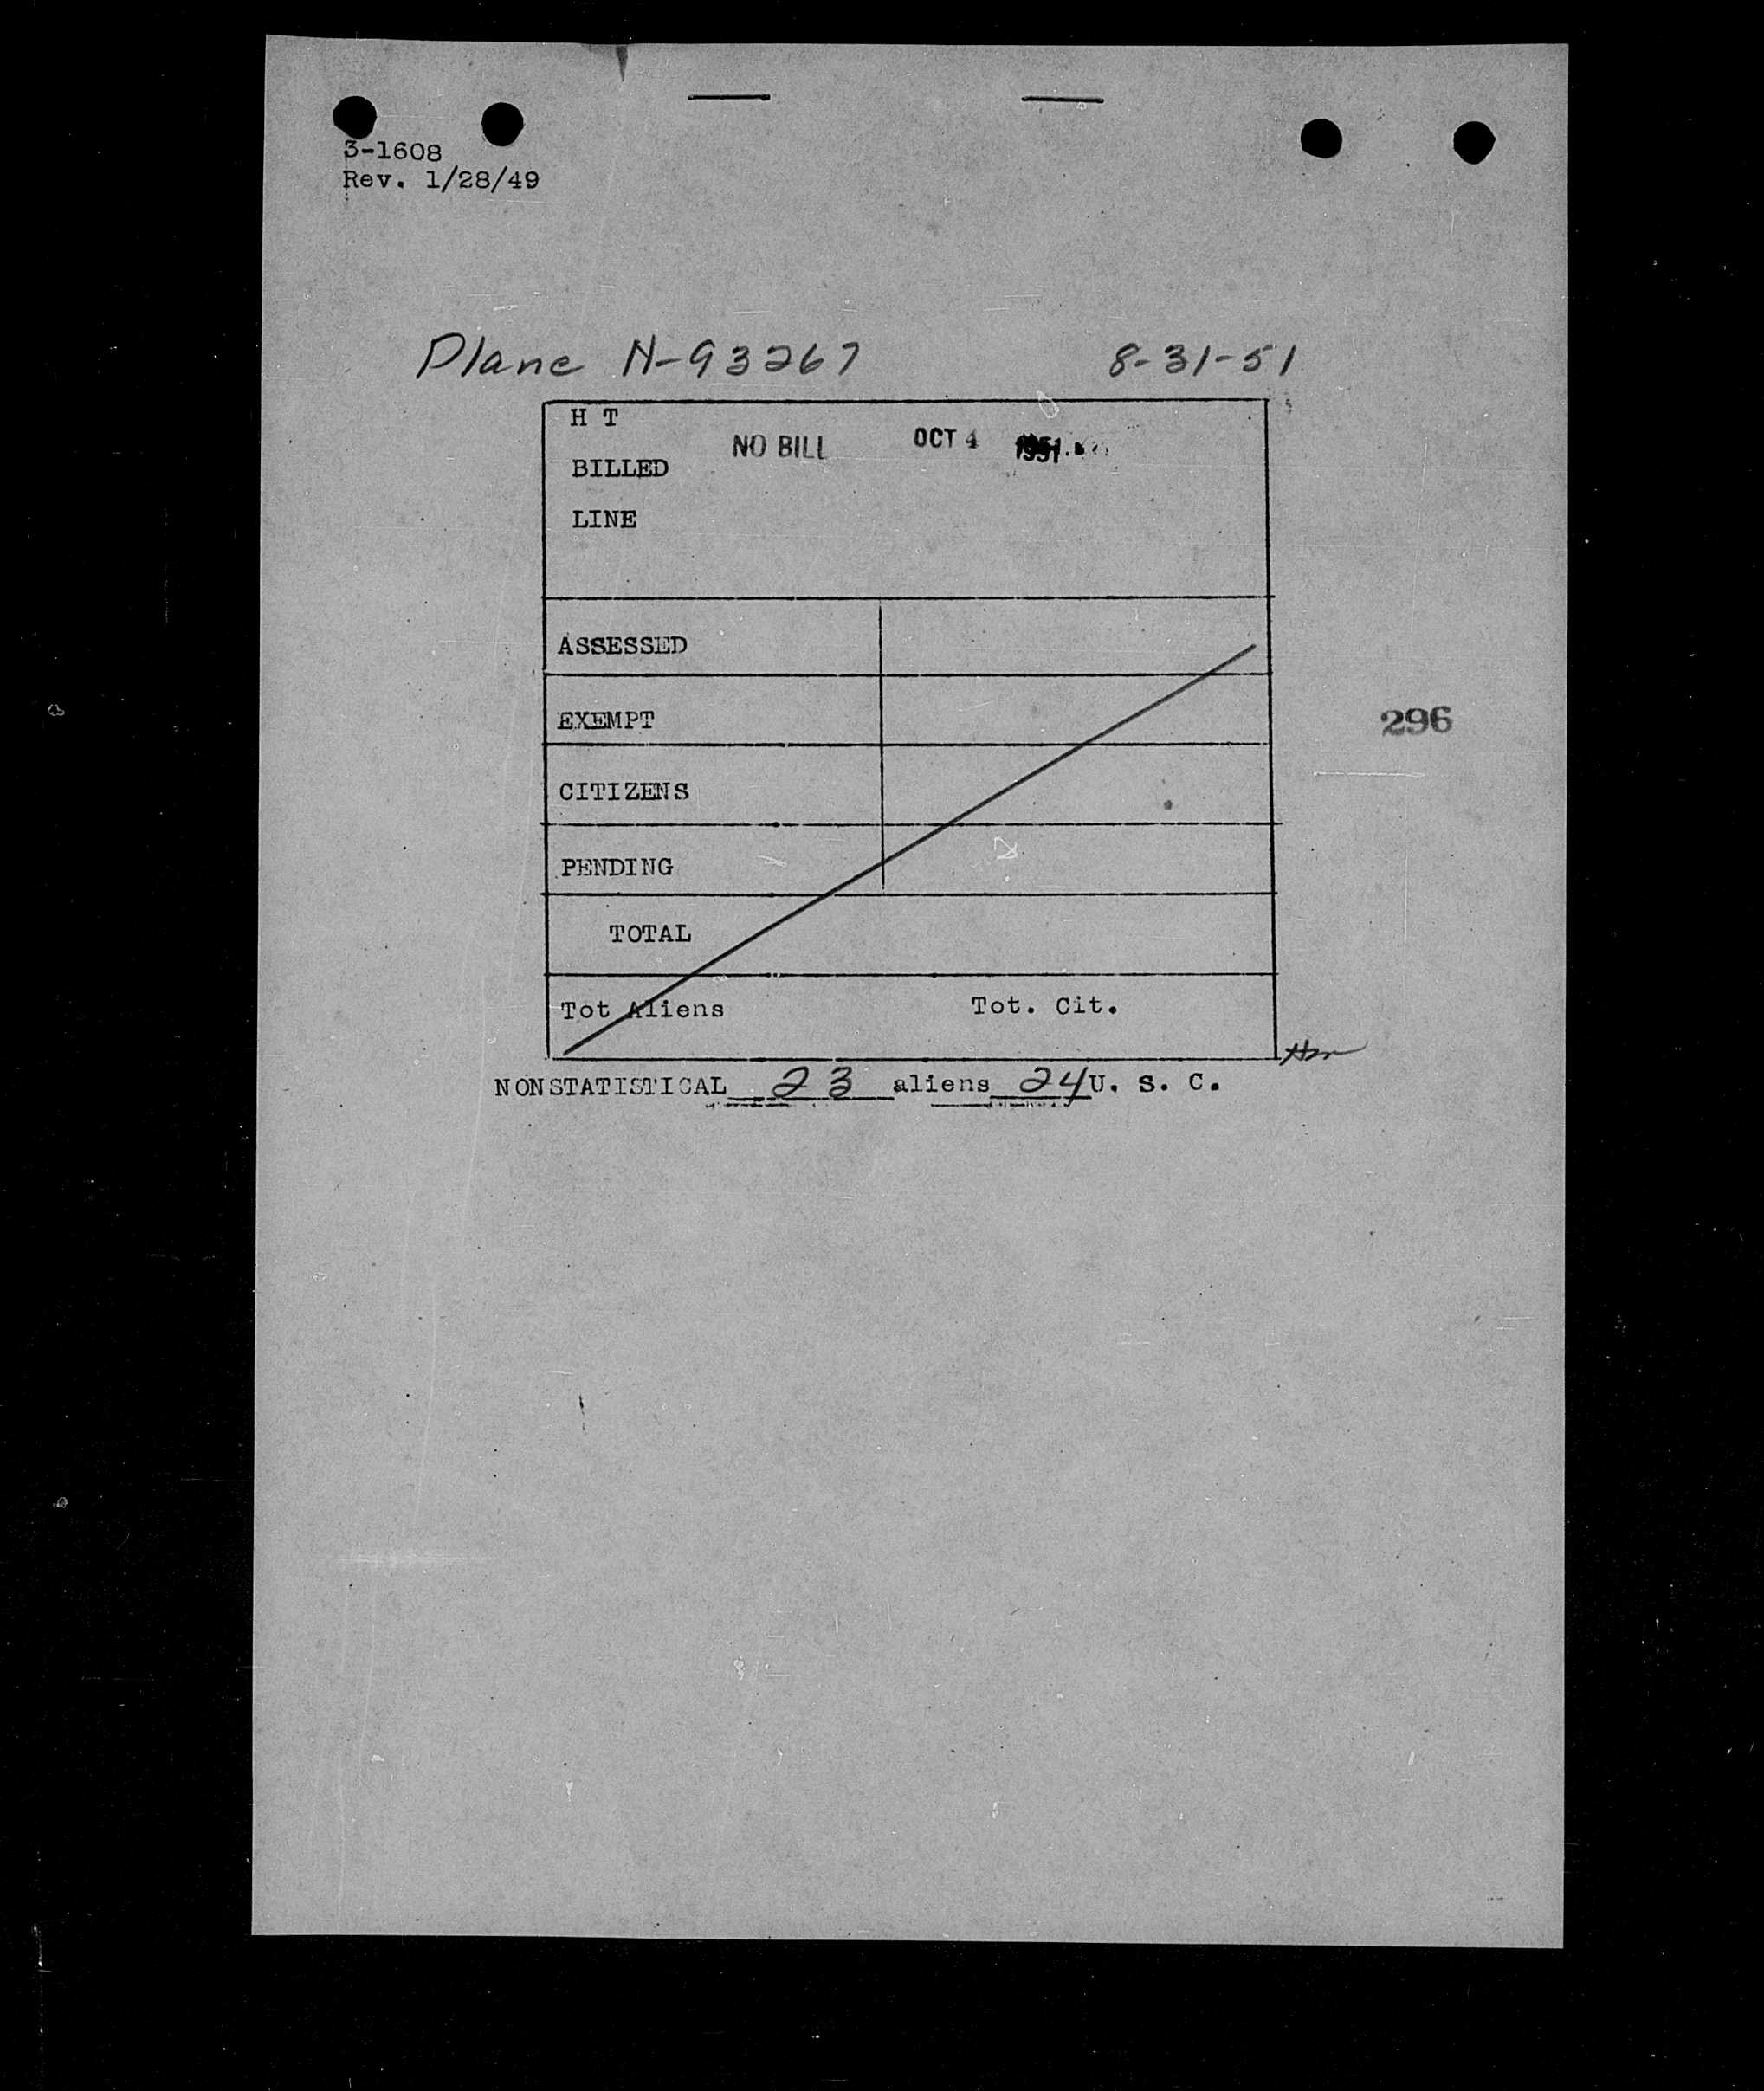 3-1608
Rev. 1/28/49
Plane N-93267 8-31-51
H T
NO BILL OCT 4 1951
BILLED
LINE
ASSESSED
EXEMPT
296
CITIZENS
PENDING
TOTAL
Tot Aliens Tot. Cit.
NONSTATISTICAL 23 aliens 24 U. S. C.